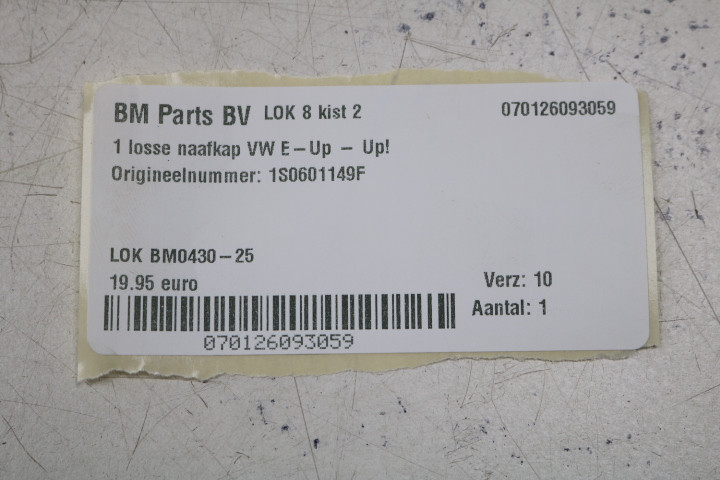 BM Parts BV LOK 8 kist 2 070126093059
1 losse naafkap VW E-Up - Up!
Origineelnummer: 1S0601149F
LOK BM0430-25
19.95 euro Verz: 10
Aantal: 1
070126093059